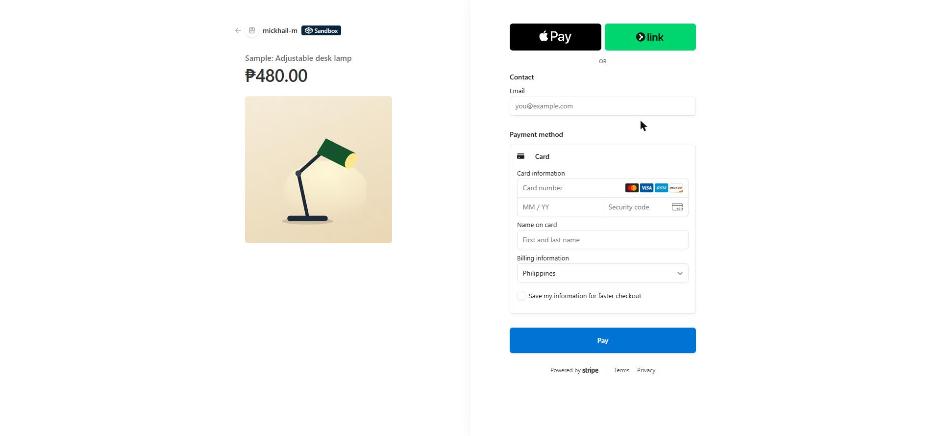 mickhail-m Sandbox
Sample: Adjustable desk lamp
₱480.00
Pay
link
OR
Contact
Email
you@example.com
Payment method
Card
Card information
Card number
VISA
MM / YY
Security code
Name on card
First and last name
Billing information
Philippines
Save my information for faster checkout
Pay
Powered by stripe Terms Privacy